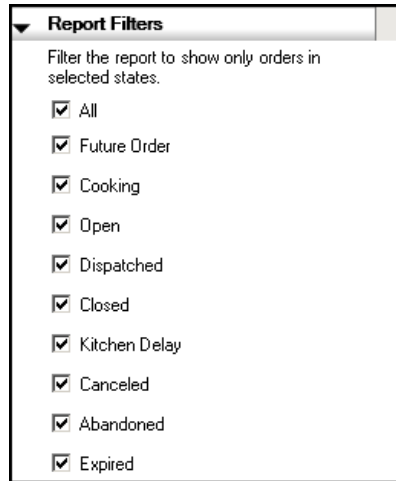 Report Filters
Filter the report to show only orders in
selected states.
All
Future Order
Cooking
Open
Dispatched
Closed
Kitchen Delay
Canceled
Abandoned
Expired